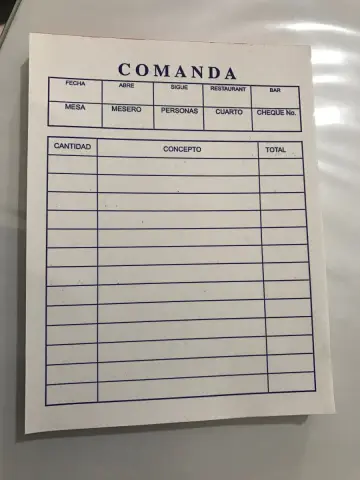 COMANDA
FECHA ABRE SIGUE RESTAURANT BAR
MESA MESERO PERSONAS CUARTO CHEQUE No.
CANTIDAD CONCEPTO TOTAL